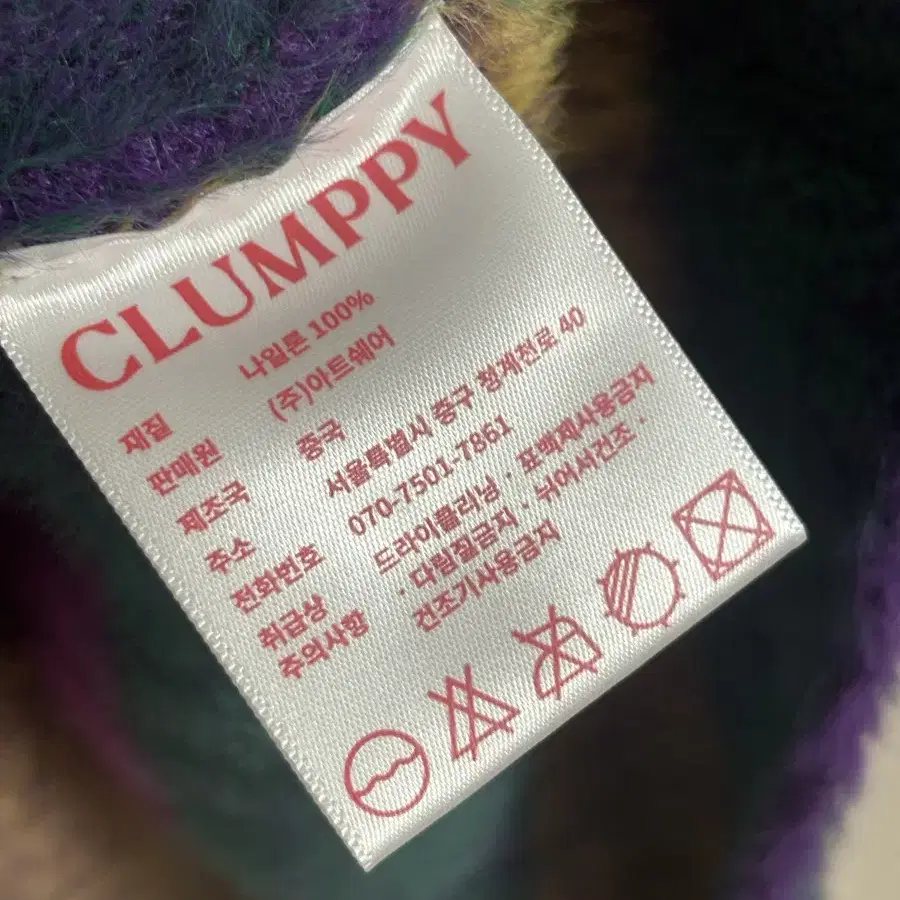 CLUMPPY
재질 나일론 100%
판매원 (주)아트쉐어
제조국 중국
주소 서울특별시 중구 청계천로 40
전화번호 070-7501-7861
취급상 드라이클리닝 · 표백제사용금지
주의사항 · 다림질금지 · 뉘어서건조 ·
건조기사용금지